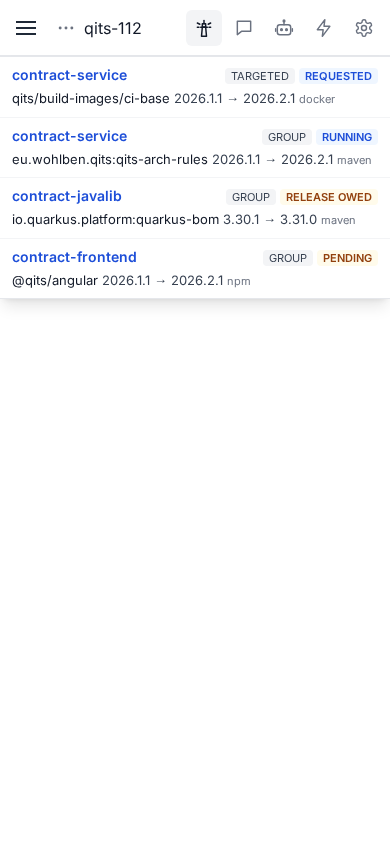 qits-112
contract-service TARGETED REQUESTED
qits/build-images/ci-base 2026.1.1 → 2026.2.1 docker
contract-service GROUP RUNNING
eu.wohlben.qits:qits-arch-rules 2026.1.1 → 2026.2.1 maven
contract-javalib GROUP RELEASE OWED
io.quarkus.platform:quarkus-bom 3.30.1 → 3.31.0 maven
contract-frontend GROUP PENDING
@qits/angular 2026.1.1 → 2026.2.1 npm